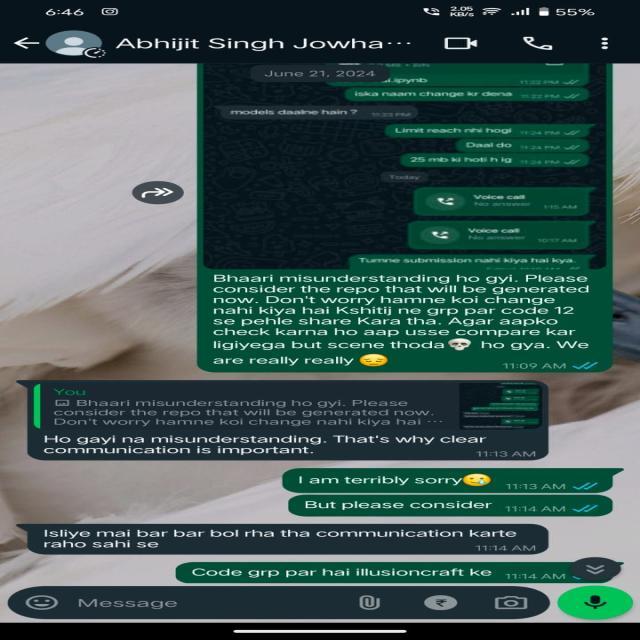 6:46
2.05
KB/s
55%
Abhijit Singh Jowha···
June 21, 2024
al.ipynb
11:22 PM
iska naam change kr dena 11:22 PM
models daalne hain ? 11:23 PM
Limit reach nhi hogi 11:24 PM
Daal do 11:24 PM
25 mb ki hoti h ig 11:24 PM
Today
Voice call
No answer 1:15 AM
Voice call
No answer 10:17 AM
Tumne submission nahi kiya hai kya.
Bhaari misunderstanding ho gyi. Please
consider the repo that will be generated
now. Don't worry hamne koi change
nahi kiya hai Kshitij ne grp par code 12
se pehle share Kara tha. Agar aapko
check karna ho aap usse compare kar
ligiyega but scene thoda💀 ho gya. We
are really really 😞
11:09 AM
You
Bhaari misunderstanding ho gyi. Please
consider the repo that will be generated now.
Don't worry hamne koi change nahi kiya hai ···
Ho gayi na misunderstanding. That's why clear
communication is important. 11:13 AM
I am terribly sorry😢 11:13 AM
But please consider 11:14 AM
Isliye mai bar bar bol rha tha communication karte
raho sahi se 11:14 AM
Code grp par hai illusioncraft ke 11:14 AM
Message